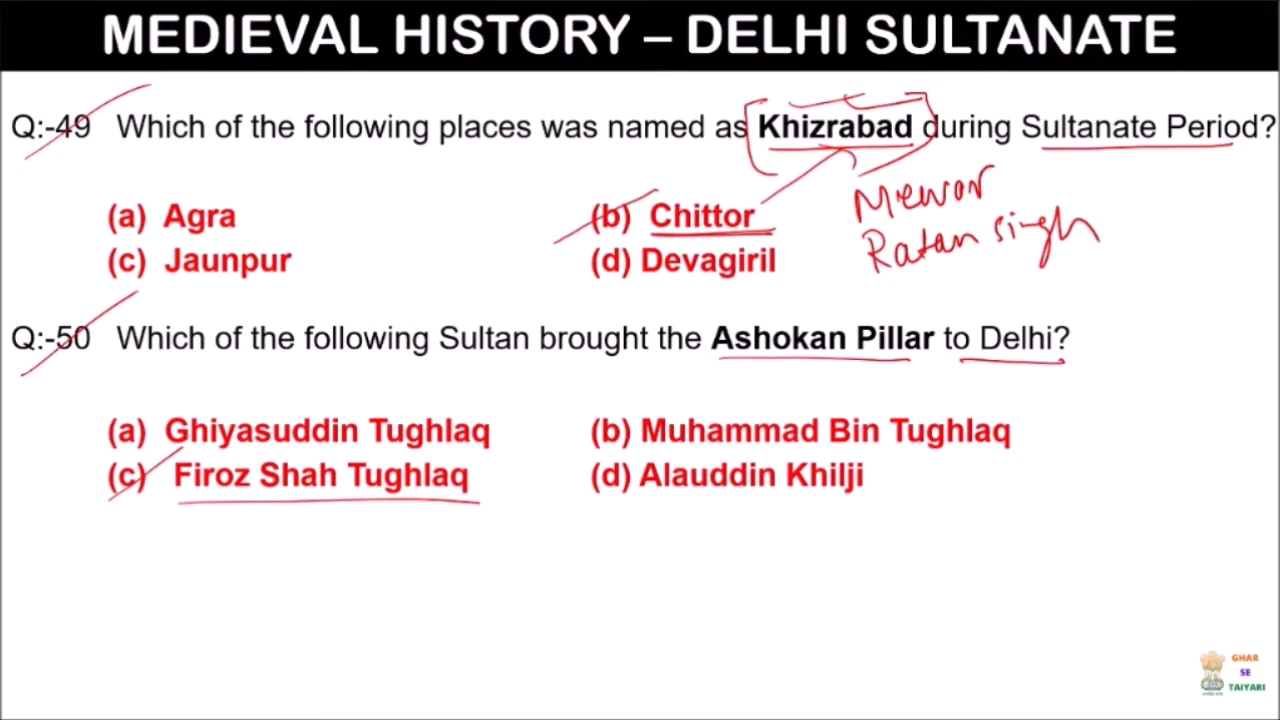 MEDIEVAL HISTORY – DELHI SULTANATE
Q:-49 Which of the following places was named as Khizrabad during Sultanate Period?
(a) Agra (b) Chittor
Mewar
(c) Jaunpur (d) Devagiril
Ratan singh
Q:-50 Which of the following Sultan brought the Ashokan Pillar to Delhi?
(a) Ghiyasuddin Tughlaq (b) Muhammad Bin Tughlaq
(c) Firoz Shah Tughlaq (d) Alauddin Khilji
GHAR
SE
TAIYARI